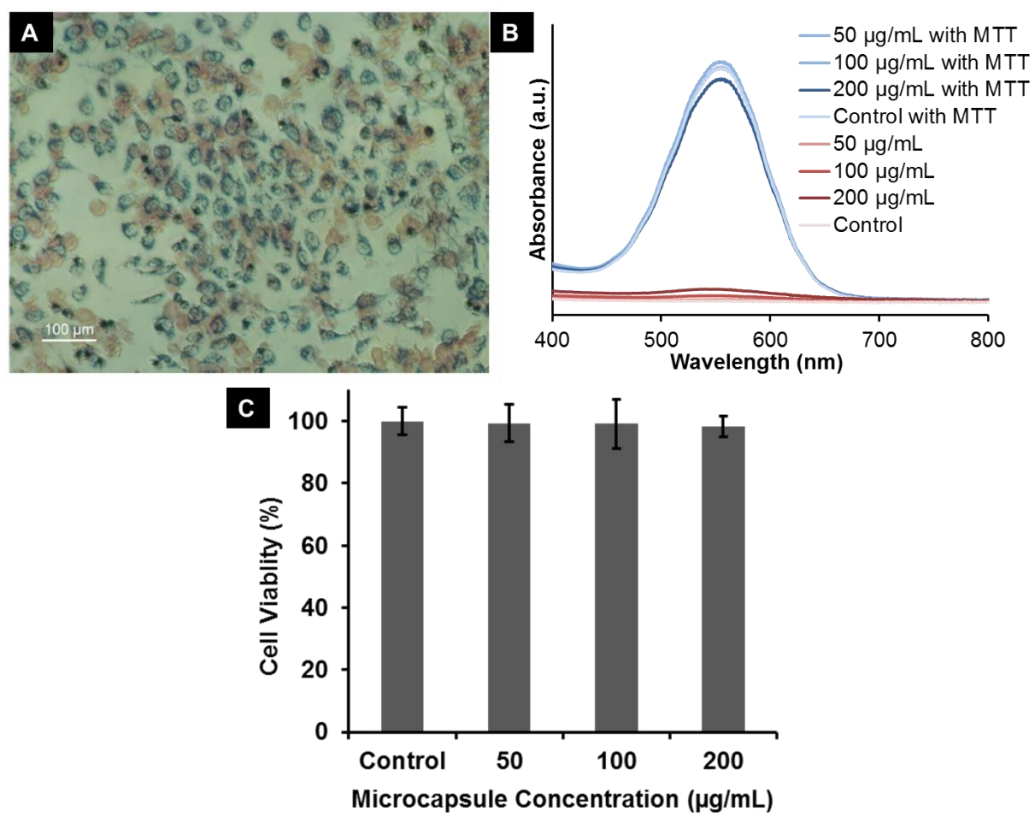 A
100 µm
B
Absorbance (a.u.)
50 µg/mL with MTT
100 µg/mL with MTT
200 µg/mL with MTT
Control with MTT
50 µg/mL
100 µg/mL
200 µg/mL
Control
400 500 600 700 800
Wavelength (nm)
C
Cell Viablity (%)
100
80
60
40
20
0
Control 50 100 200
Microcapsule Concentration (µg/mL)